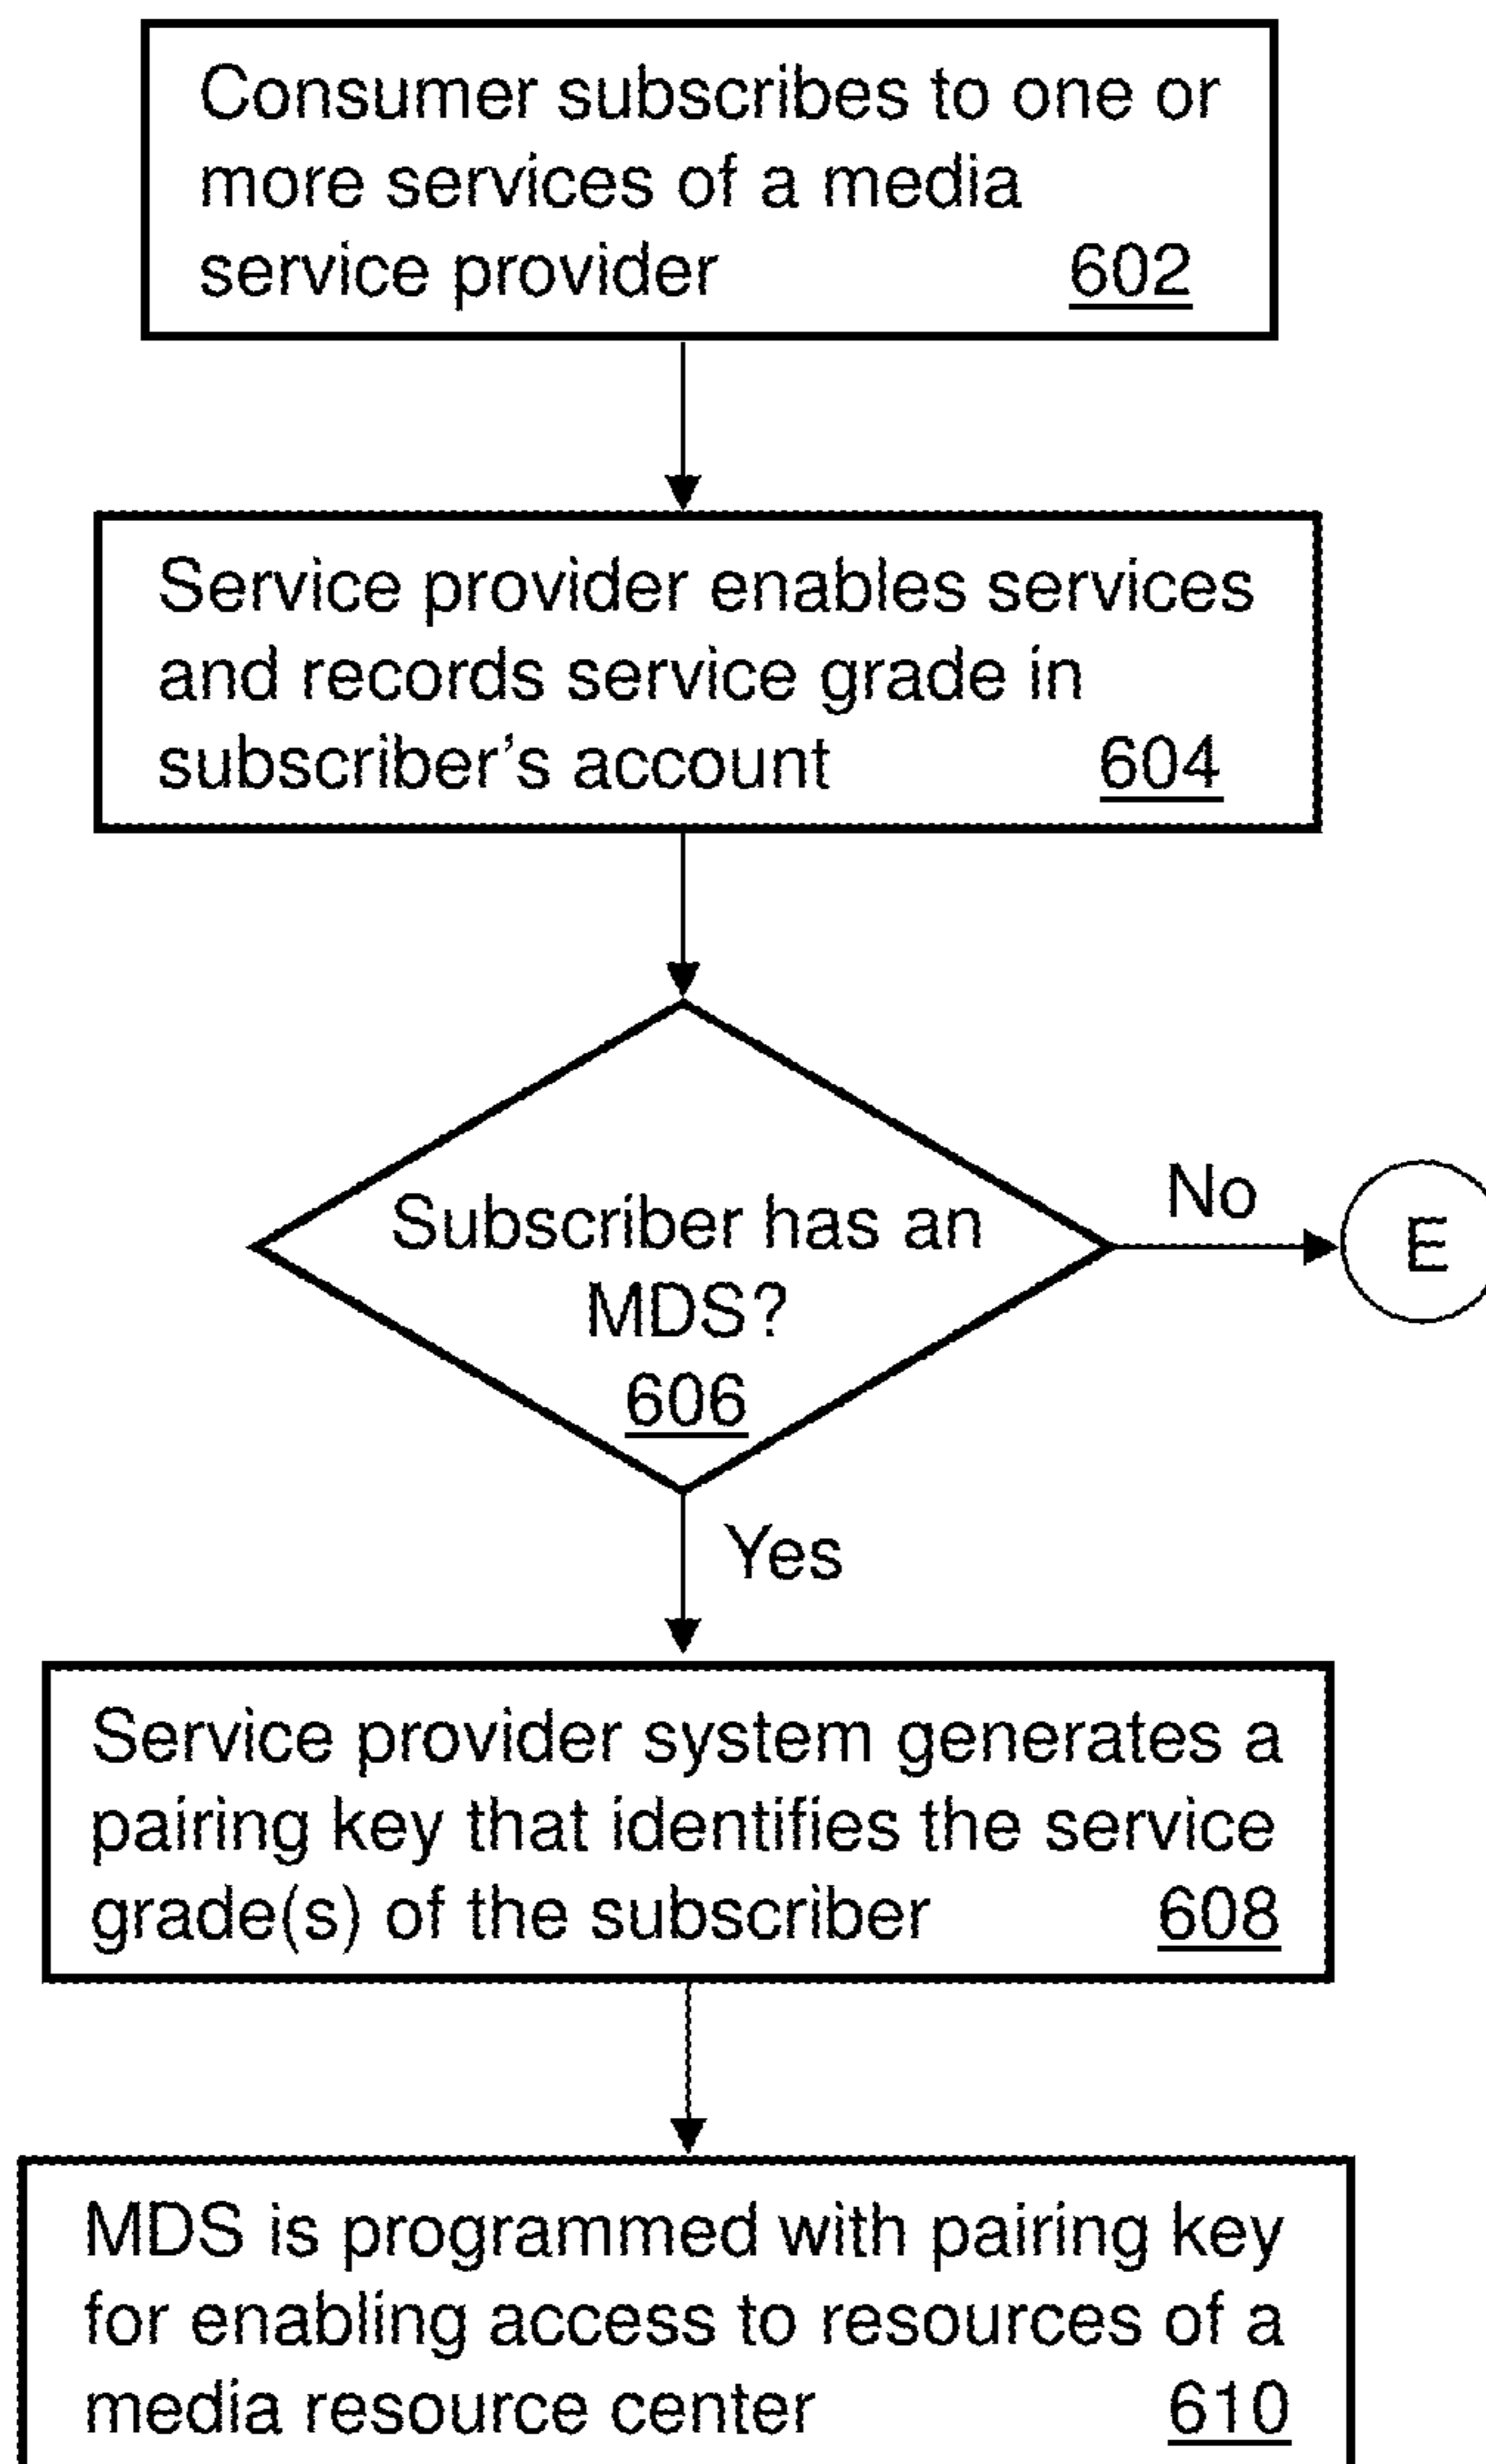 Consumer subscribes to one or
more services of a media
service provider 602
Service provider enables services
and records service grade in
subscriber's account 604
Subscriber has an
MDS?
606
No
E
Yes
Service provider system generates a
pairing key that identifies the service
grade(s) of the subscriber 608
MDS is programmed with pairing key
for enabling access to resources of a
media resource center 610